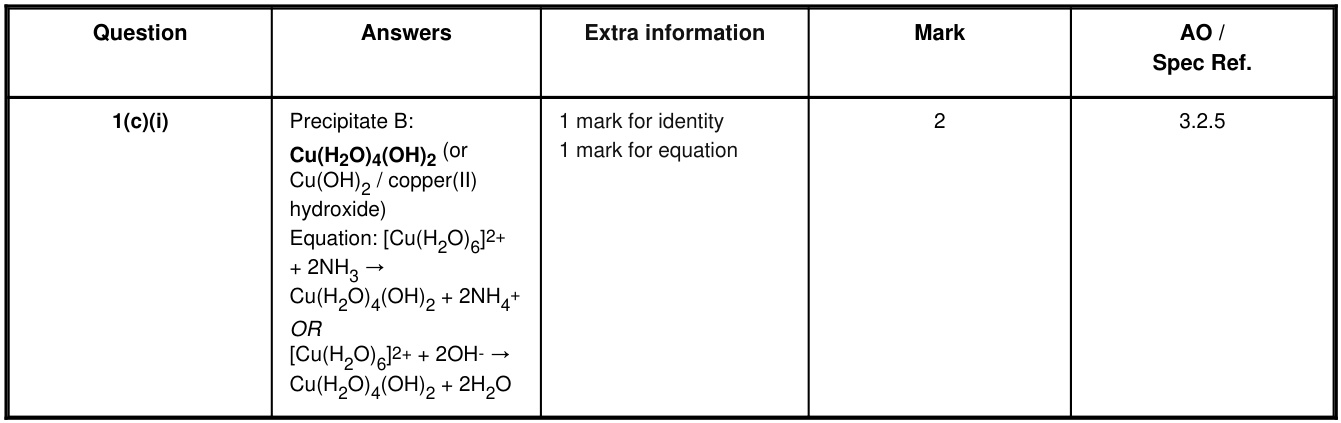 Question Answers Extra information Mark AO /
Spec Ref.
1(c)(i) Precipitate B: 1 mark for identity 2 3.2.5
Cu(H₂O)₄(OH)₂ (or 1 mark for equation
Cu(OH)₂ / copper(II)
hydroxide)
Equation: [Cu(H₂O)₆]²⁺
+ 2NH₃ →
Cu(H₂O)₄(OH)₂ + 2NH₄⁺
OR
[Cu(H₂O)₆]²⁺ + 2OH⁻ →
Cu(H₂O)₄(OH)₂ + 2H₂O